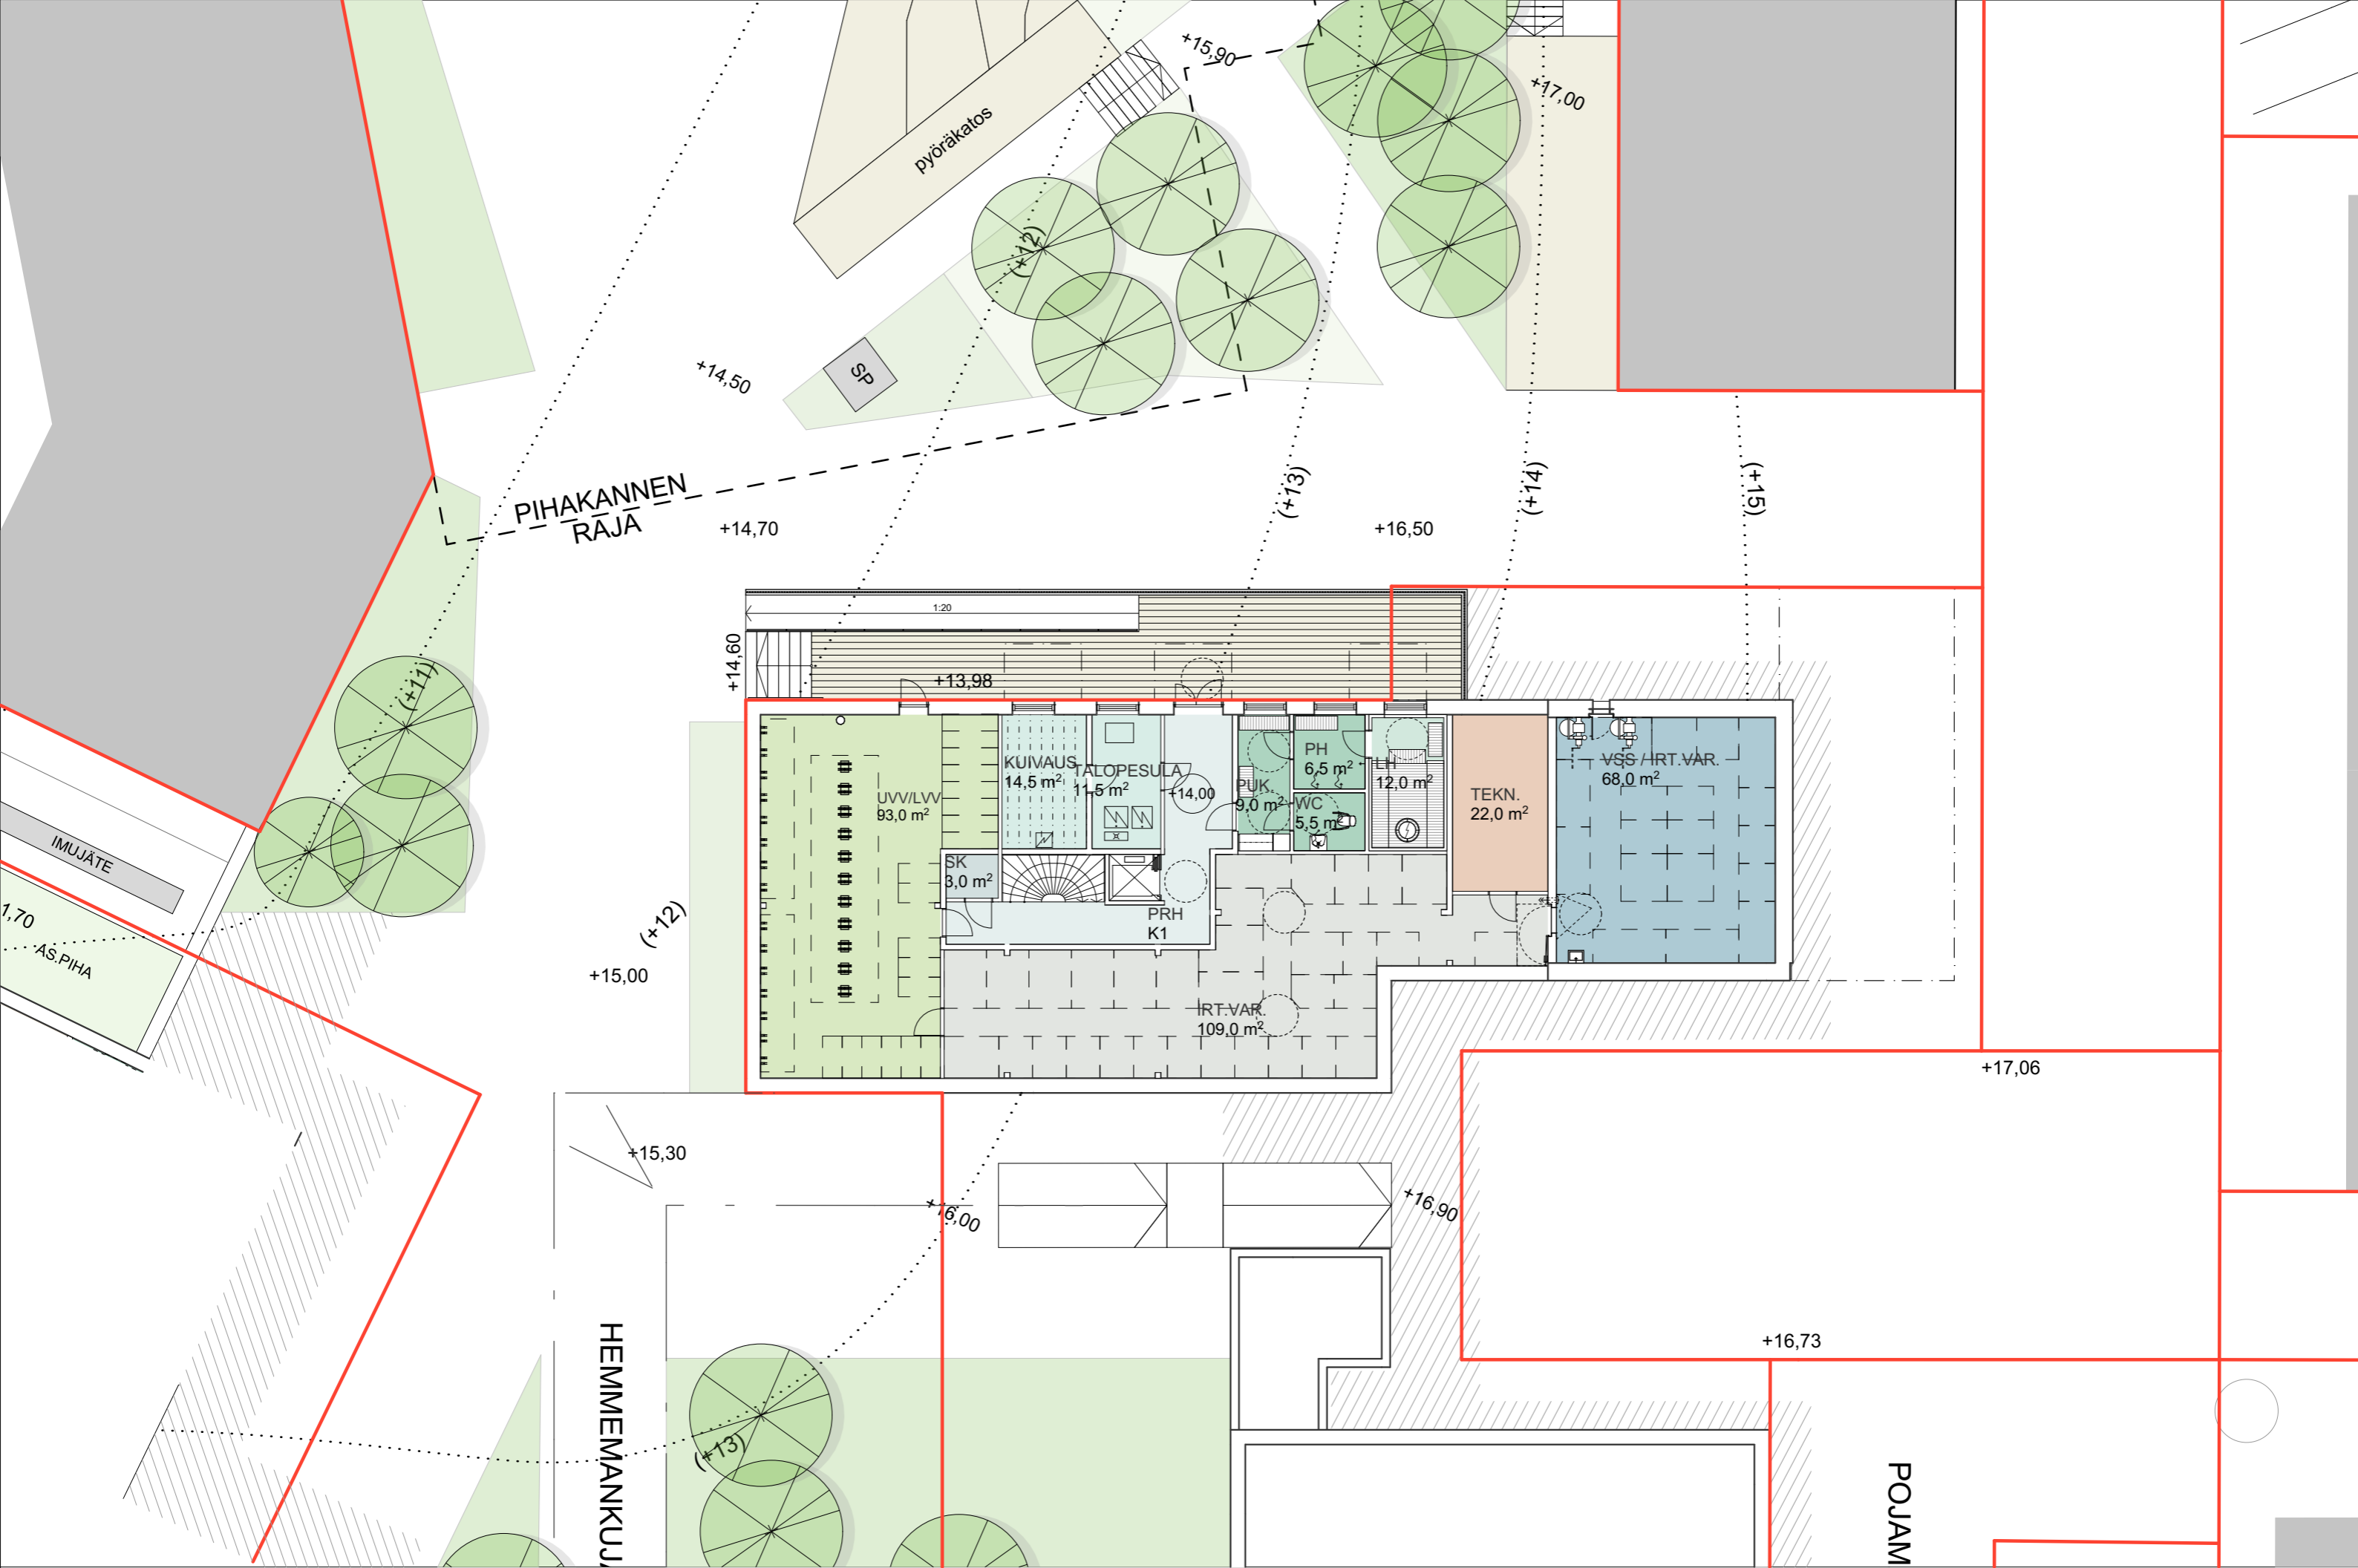 +15,90
+17,00
pyöräkatos
(+12)
+14,50
SP
PIHAKANNEN
RAJA
+14,70
(+13)
+16,50
(+14)
(+15)
1:20
+14,60
+13,98
(+11)
KUIVAUS
14,5 m²
TALOPESULA
11,5 m²
+14,00
UVV/LVV
93,0 m²
PUK.
9,0 m²
PH
6,5 m²
WC
5,5 m²
LH
12,0 m²
TEKN.
22,0 m²
VSS / IRT.VAR.
68,0 m²
SK
3,0 m²
PRH
K1
IRT.VAR.
109,0 m²
IMUJÄTE
1,70
AS.PIHA
(+12)
+15,00
+17,06
+15,30
+16,00
+16,90
+16,73
HEMMEMANKUJA
(+13)
POJAM